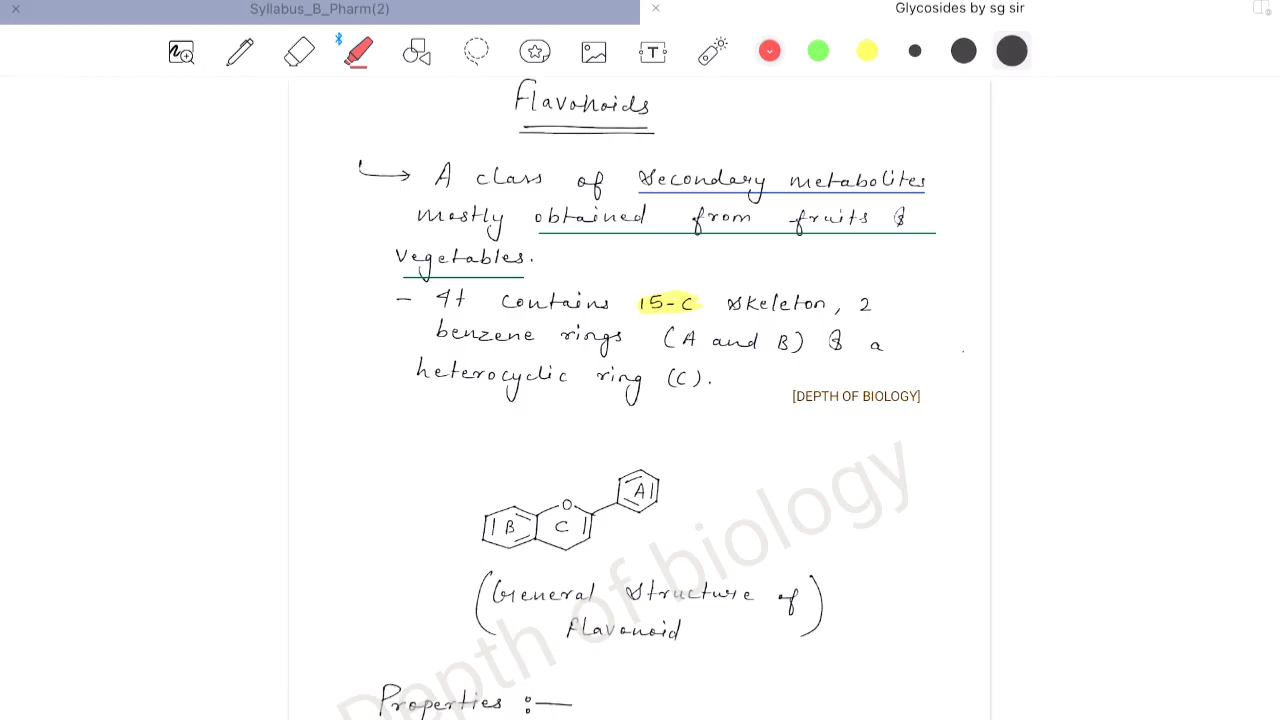 Syllabus_B_Pharm(2)
Glycosides by sg sir
Flavonoids
A class of secondary metabolites
mostly obtained from fruits &
vegetables.
- It contains 15-C skeleton, 2
benzene rings (A and B) & a
heterocyclic ring (C).
[DEPTH OF BIOLOGY]
A
O
B C
(General structure of
flavonoid)
Depth of biology
Properties :—